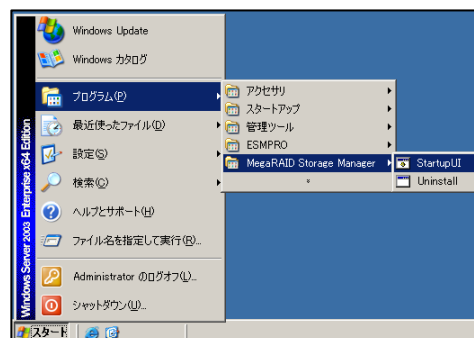 Windows Update
Windows カタログ
プログラム(P)
最近使ったファイル(D)
設定(S)
検索(C)
ヘルプとサポート(H)
ファイル名を指定して実行(R)...
Administrator のログオフ(L)...
シャットダウン(U)...
Windows Server 2003 Enterprise x64 Edition
アクセサリ
スタートアップ
管理ツール
ESMPRO
MegaRAID Storage Manager
StartupUI
Uninstall
スタート